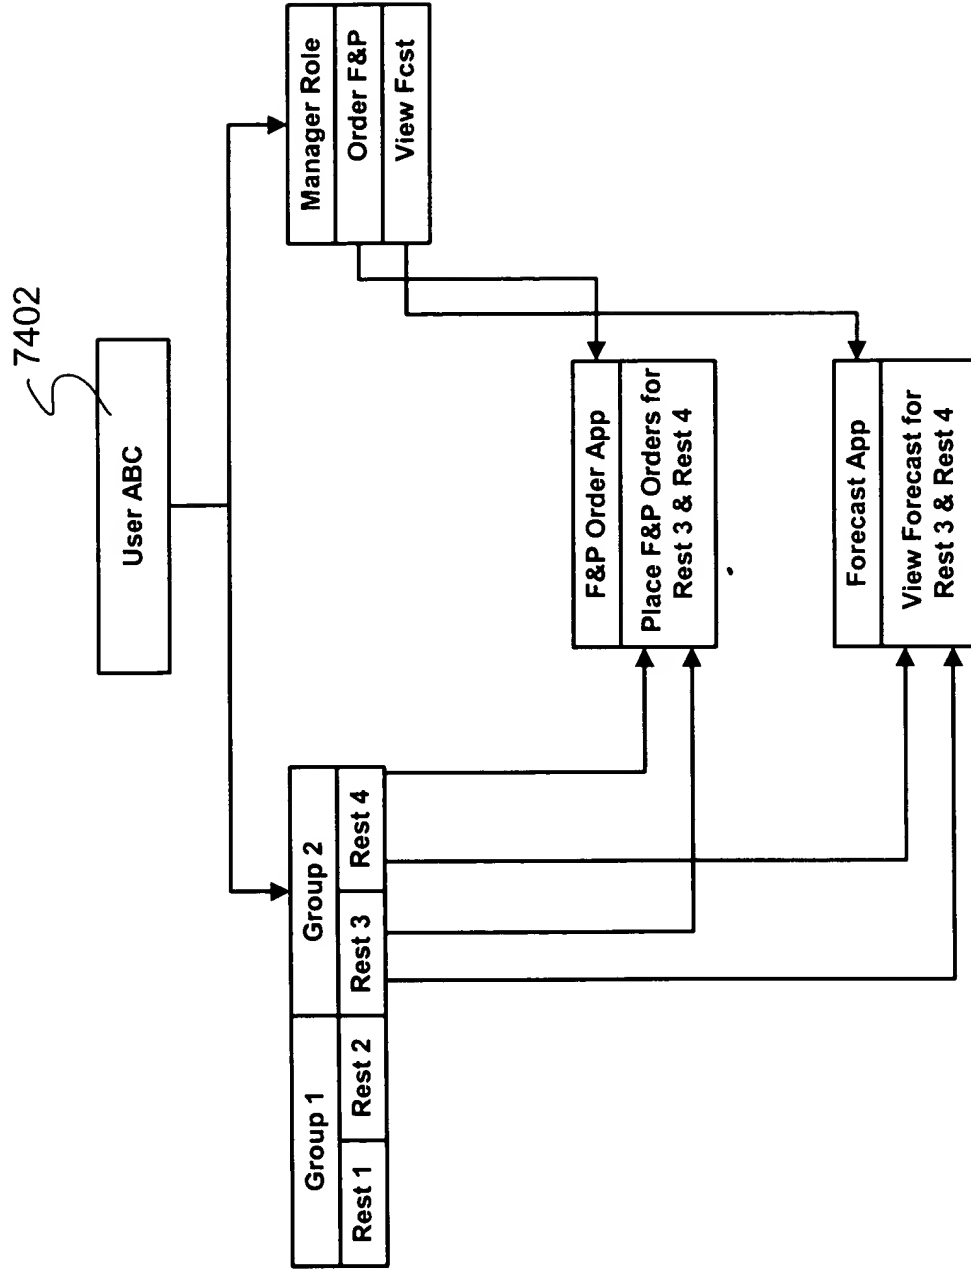 7402
User ABC
Group 1
Group 2
Rest 1
Rest 2
Rest 3
Rest 4
Manager Role
Order F&P
View Fcst
F&P Order App
Place F&P Orders for
Rest 3 & Rest 4
Forecast App
View Forecast for
Rest 3 & Rest 4